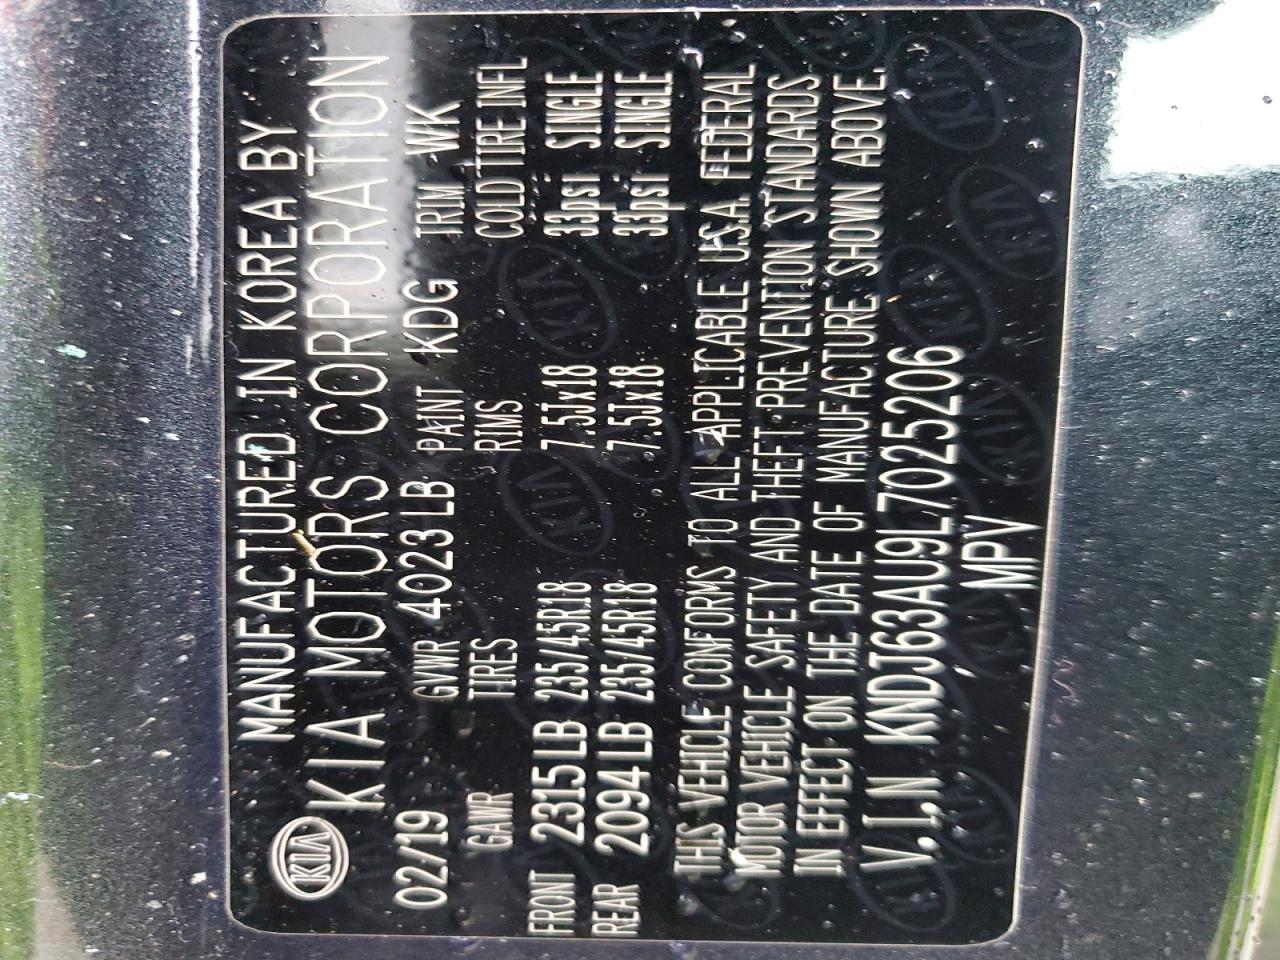 MANUFACTURED IN KOREA BY
KIA KIA MOTORS CORPORATION
02/19 GVWR 4023LB PAINT KDG TRIM WK
GAWR TIRES RIMS COLD TIRE INFL
FRONT 2315LB 235/45R18 7.5Jx18 33psi SINGLE
REAR 2094LB 235/45R18 7.5Jx18 33psi SINGLE
THIS VEHICLE CONFORMS TO ALL APPLICABLE U.S.A. FEDERAL
MOTOR VEHICLE SAFETY AND THEFT PREVENTION STANDARDS
IN EFFECT ON THE DATE OF MANUFACTURE SHOWN ABOVE.
V.I.N KNDJ63AU9L7025206
MPV